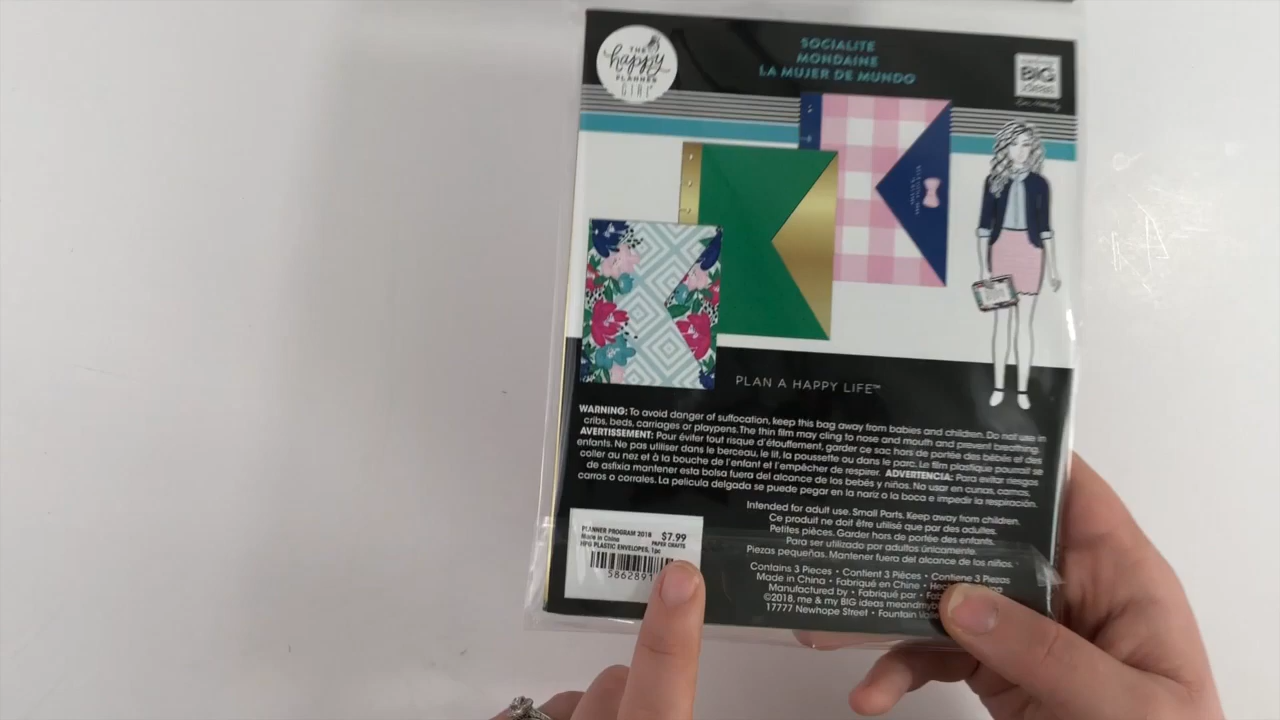 THE
happy
PLANNER
GIRL
SOCIALITE
MONDAINE
LA MUJER DE MUNDO
BIG
ideas
PLAN A HAPPY LIFE™
WARNING: To avoid danger of suffocation, keep this bag away from babies and children. Do not use in
cribs, beds, carriages or playpens. The thin film may cling to nose and mouth and prevent breathing.
AVERTISSEMENT: Pour éviter tout risque d'étouffement, garder ce sac hors de portée des bébés et des
enfants. Ne pas utiliser dans le berceau, le lit, la poussette ou dans le parc. Le film plastique pourrait se
coller au nez et à la bouche de l'enfant et l'empêcher de respirer. ADVERTENCIA: Para evitar riesgos
de asfixia mantener esta bolsa fuera del alcance de los bebés y niños. No usar en cunas, camas,
carros o corrales. La película delgada se puede pegar en la nariz o la boca e impedir la respiración.
Intended for adult use. Small Parts. Keep away from children.
Ce produit ne doit être utilisé que par des adultes.
Petites pièces. Garder hors de portée des enfants.
Para ser utilizado por adultos únicamente.
Piezas pequeñas. Mantener fuera del alcance de los niños.
Contains 3 Pieces • Contient 3 Pièces • Contiene 3 Piezas
Made in China • Fabriqué en Chine
Manufactured by • Fabriqué par
©2018, me & my BIG ideas
17777 Newhope Street • Fountain
PLANNER PROGRAM 2018 $7.99
Made in China PAPER CRAFTS
HPG PLASTIC ENVELOPES, 1pc
586289